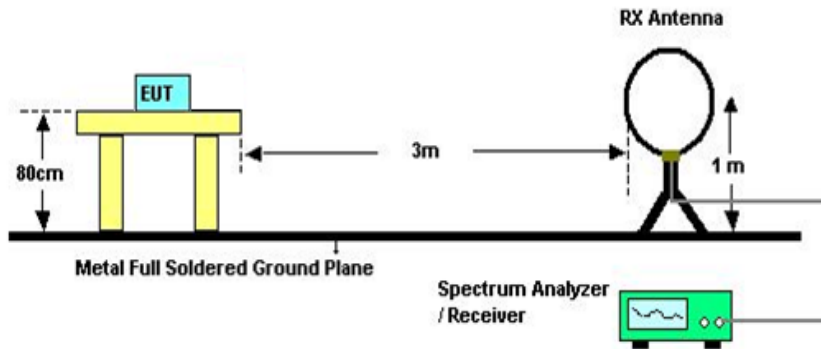 RX Antenna
EUT
3m
80cm
1 m
Metal Full Soldered Ground Plane
Spectrum Analyzer
/ Receiver